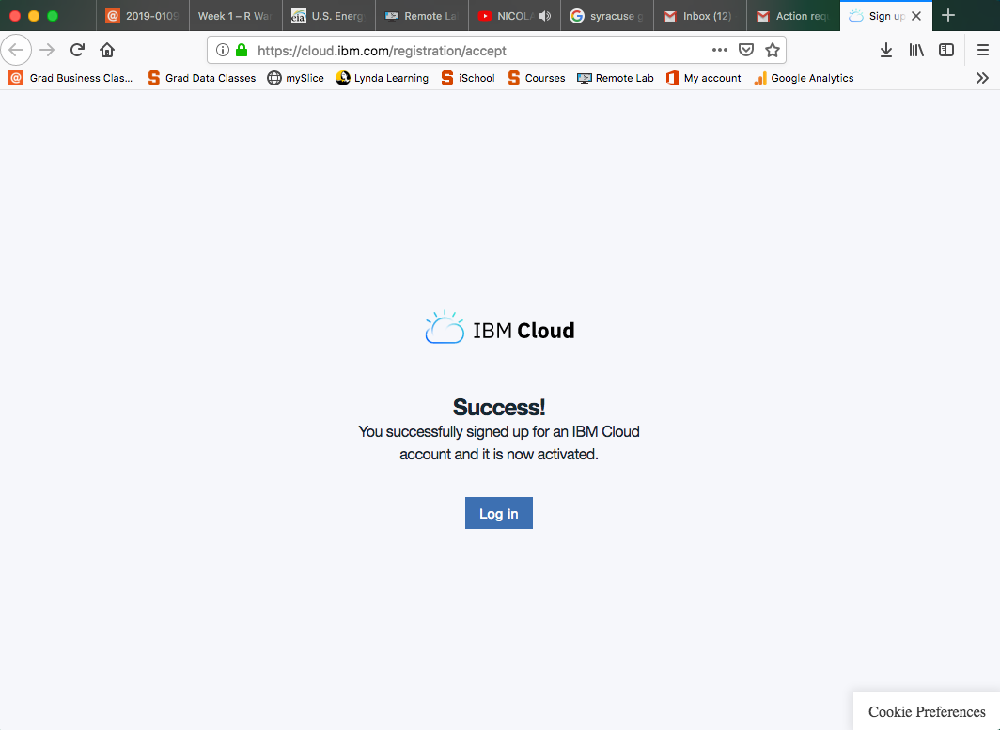 2019-0109
Week 1 – R Wa
U.S. Energ
Remote La
NICOLA
syracuse g
Inbox (12)
Action requ
Sign up
https://cloud.ibm.com/registration/accept
Grad Business Clas...
Grad Data Classes
mySlice
Lynda Learning
iSchool
Courses
Remote Lab
My account
Google Analytics
IBM Cloud
Success!
You successfully signed up for an IBM Cloud
account and it is now activated.
Log in
Cookie Preferences